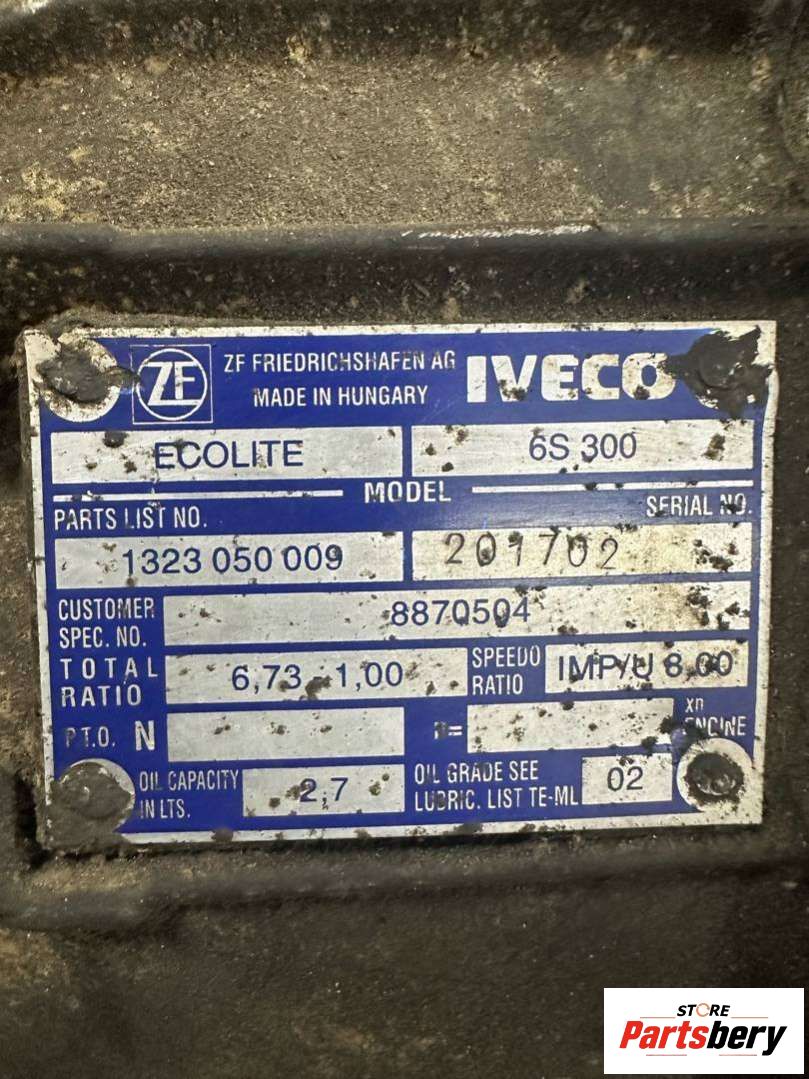 ZF
ZF FRIEDRICHSHAFEN AG
MADE IN HUNGARY
IVECO
ECOLITE
6S 300
MODEL
PARTS LIST NO.
SERIAL NO.
1323 050 009
201702
CUSTOMER
SPEC. NO.
8870504
TOTAL
RATIO
6,73 - 1,00
SPEEDO
RATIO
IMP/U 8.00
P.T.O. N
n=
xn
ENGINE
OIL CAPACITY
IN LTS.
2,7
OIL GRADE SEE
LUBRIC. LIST TE-ML
02
STORE
Partsbery